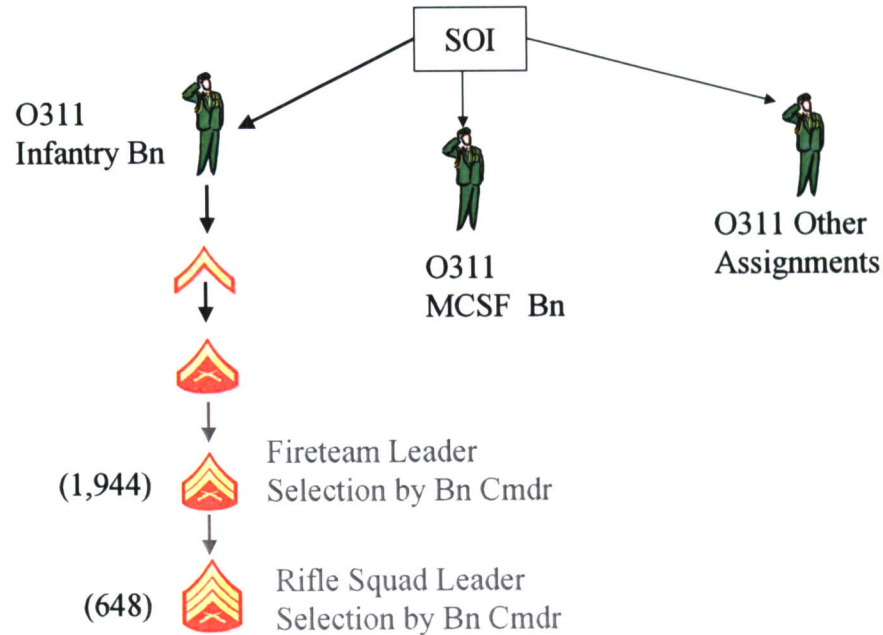 SOI
O311
Infantry Bn
O311
MCSF Bn
O311 Other
Assignments
(1,944)
Fireteam Leader
Selection by Bn Cmdr
(648)
Rifle Squad Leader
Selection by Bn Cmdr